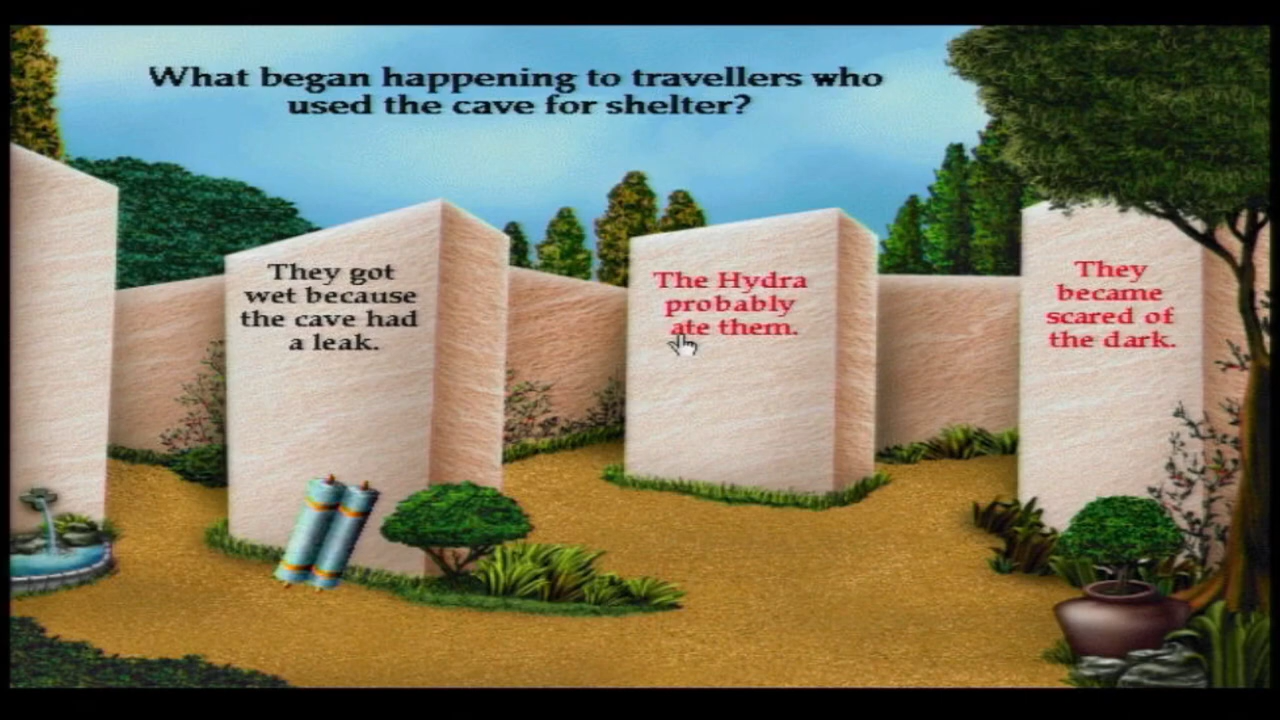 What began happening to travellers who
used the cave for shelter?
They got
wet because
the cave had
a leak.
The Hydra
probably
ate them.
They
became
scared of
the dark.